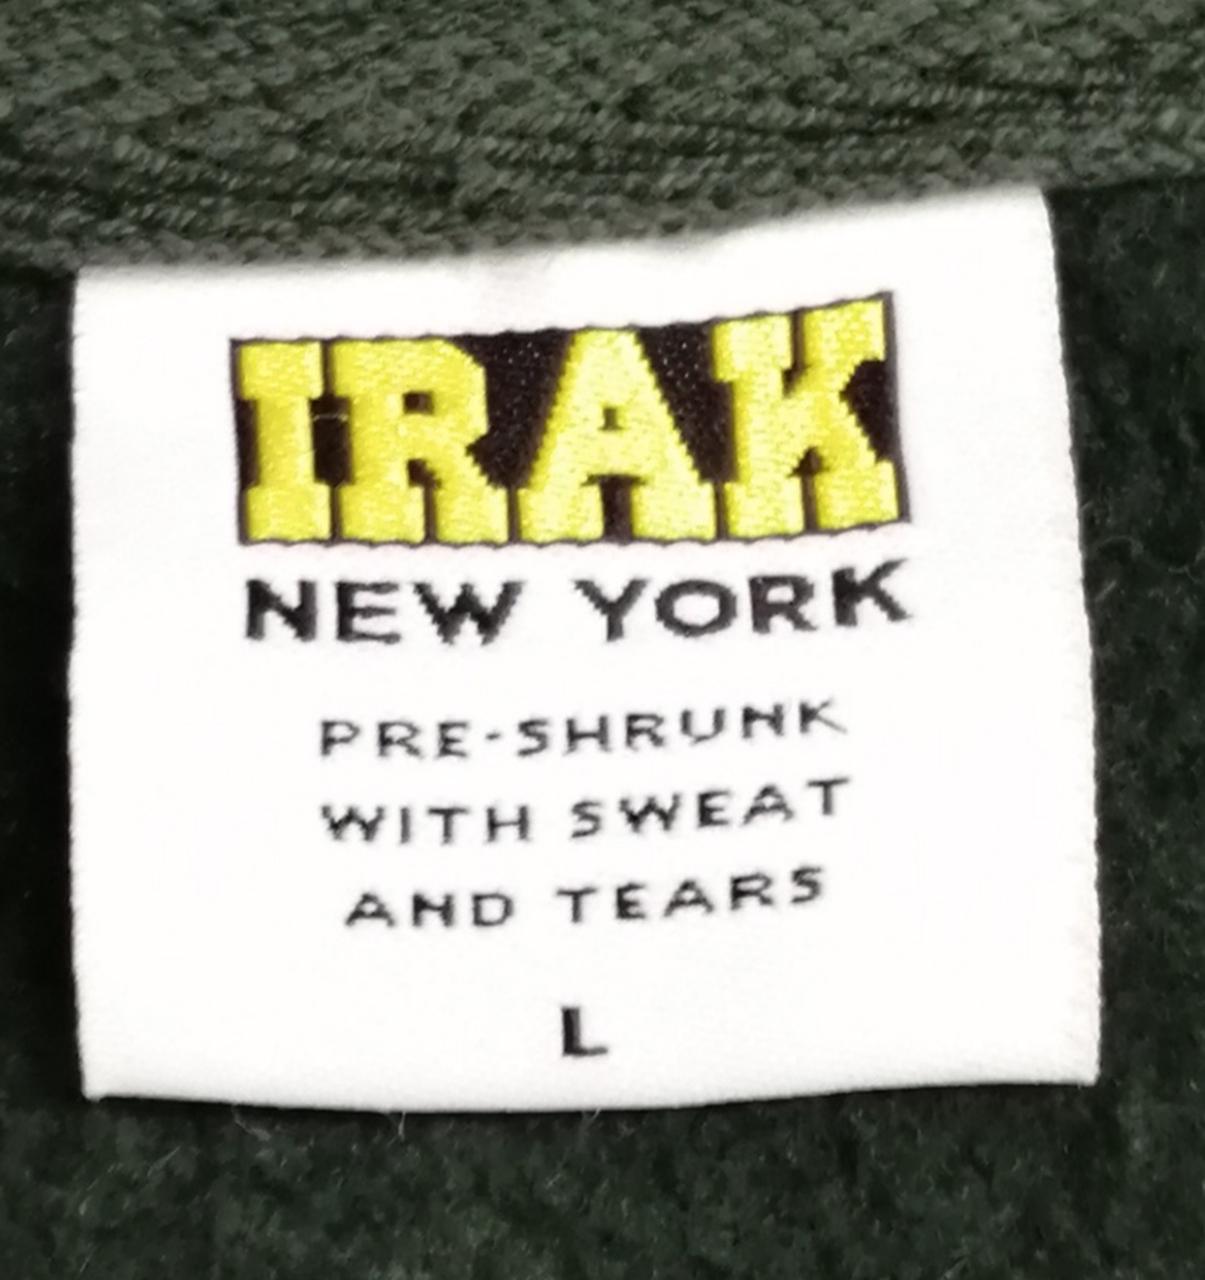 IRAK
NEW YORK
PRE-SHRUNK
WITH SWEAT
AND TEARS
L